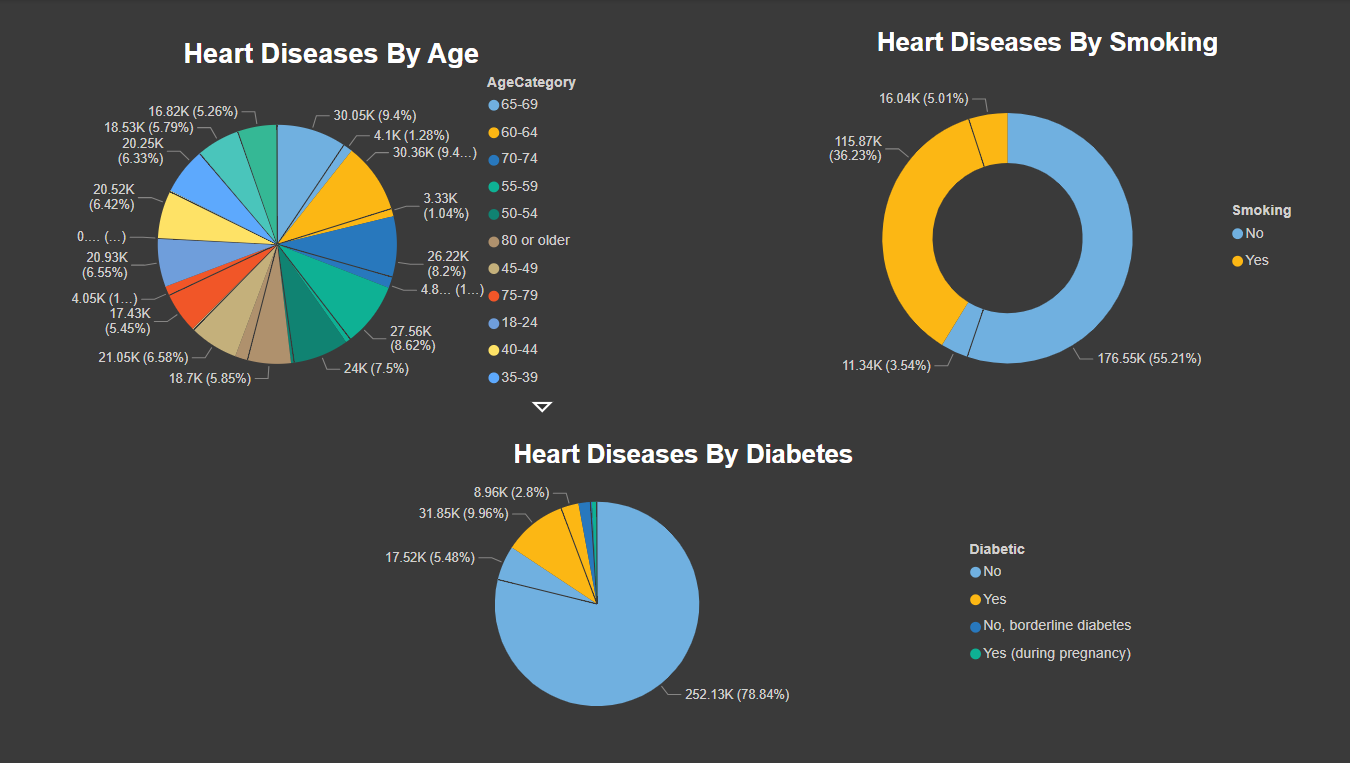 Heart Diseases By Age
16.82K (5.26%)
18.53K (5.79%)
20.25K
(6.33%)
20.52K
(6.42%)
0.... (...)
20.93K
(6.55%)
4.05K (1...)
17.43K
(5.45%)
21.05K (6.58%)
18.7K (5.85%)
30.05K (9.4%)
4.1K (1.28%)
30.36K (9.4...)
3.33K
(1.04%)
26.22K
(8.2%)
4.8... (1...)
27.56K
(8.62%)
24K (7.5%)
AgeCategory
65-69
60-64
70-74
55-59
50-54
80 or older
45-49
75-79
18-24
40-44
35-39
Heart Diseases By Smoking
16.04K (5.01%)
115.87K
(36.23%)
11.34K (3.54%)
176.55K (55.21%)
Smoking
No
Yes
Heart Diseases By Diabetes
8.96K (2.8%)
31.85K (9.96%)
17.52K (5.48%)
252.13K (78.84%)
Diabetic
No
Yes
No, borderline diabetes
Yes (during pregnancy)